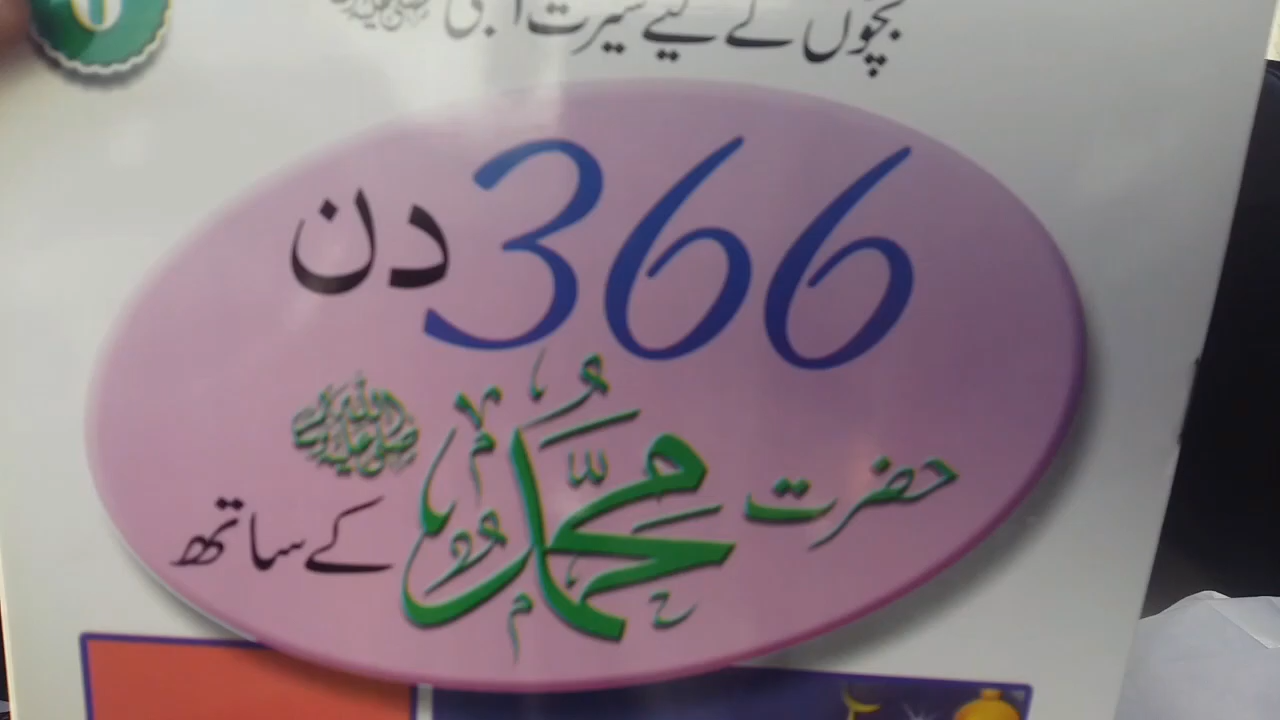 بچوں کے لیے سیرت النبی ﷺ
366 دن
حضرت محمد ﷺ
کے ساتھ